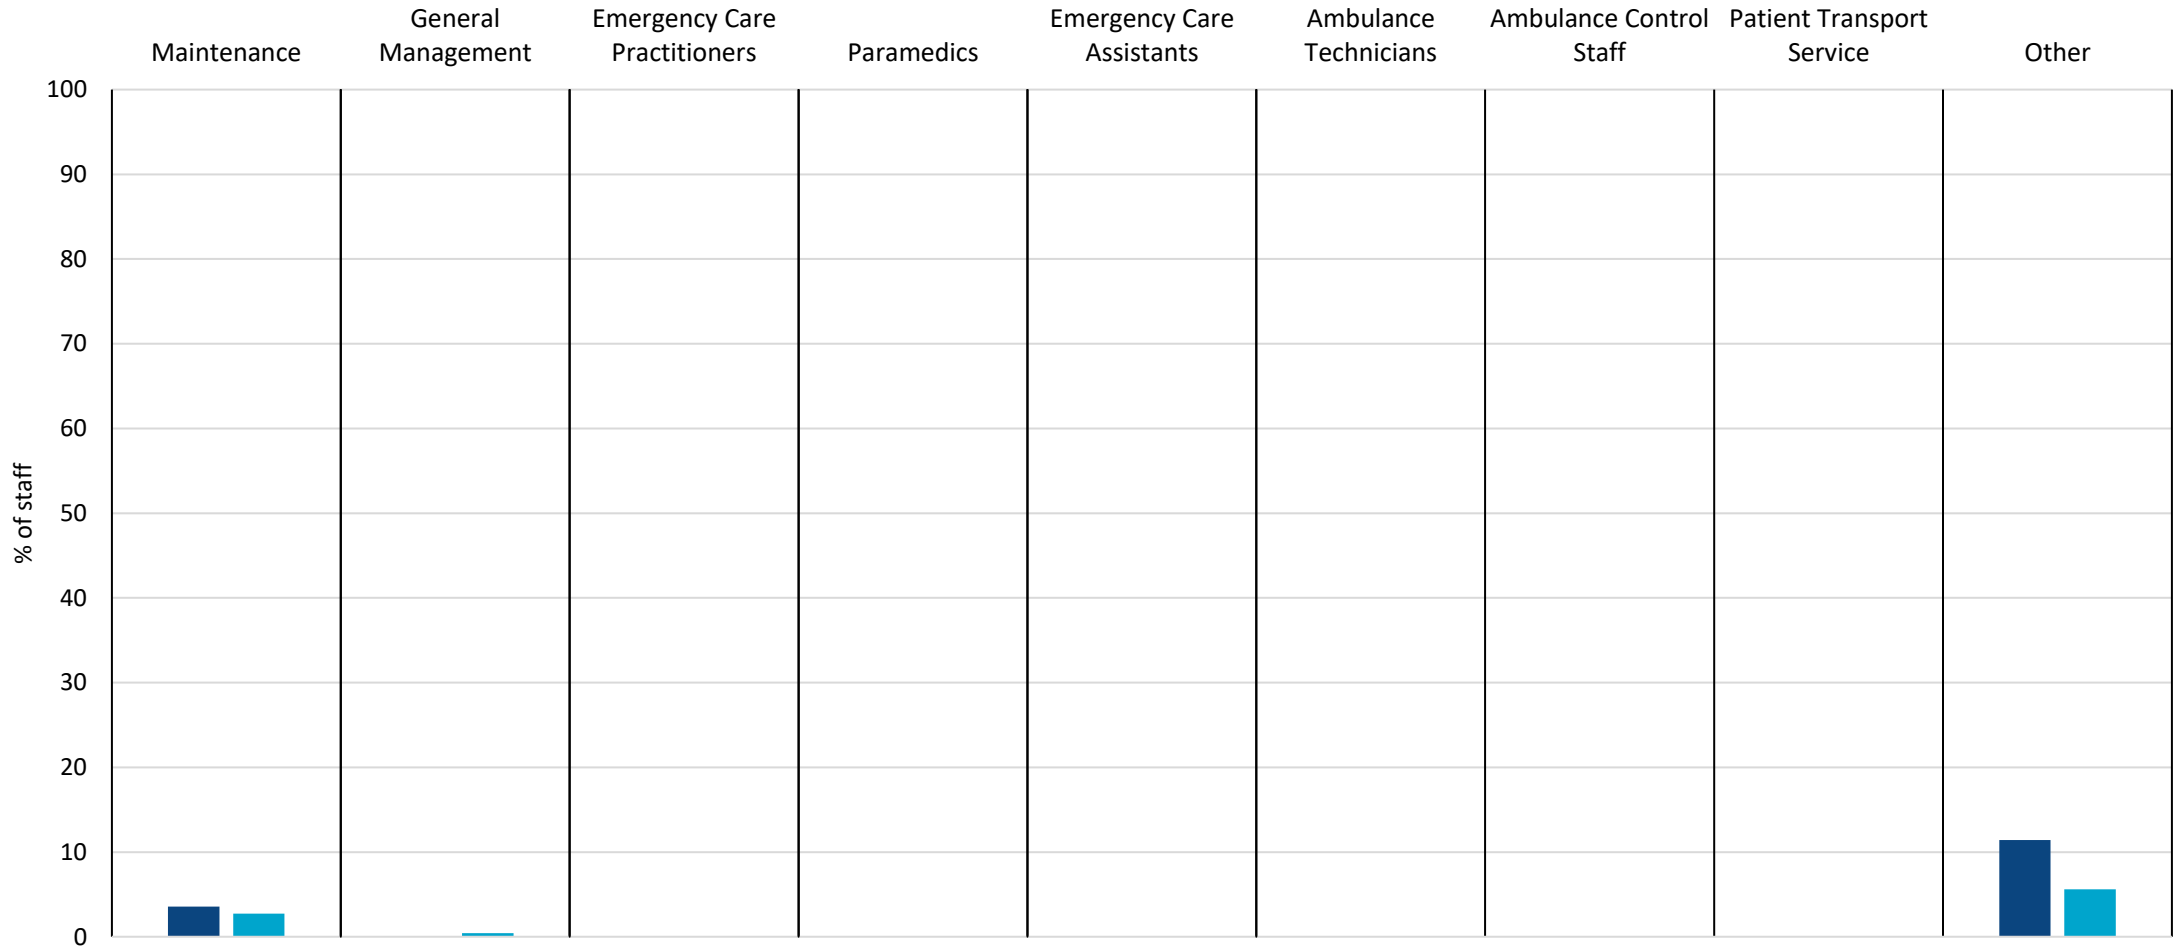 Maintenance
General
Management
Emergency Care
Practitioners
Paramedics
Emergency Care
Assistants
Ambulance
Technicians
Ambulance Control
Staff
Patient Transport
Service
Other
100
90
80
70
60
50
40
30
20
10
0
% of staff